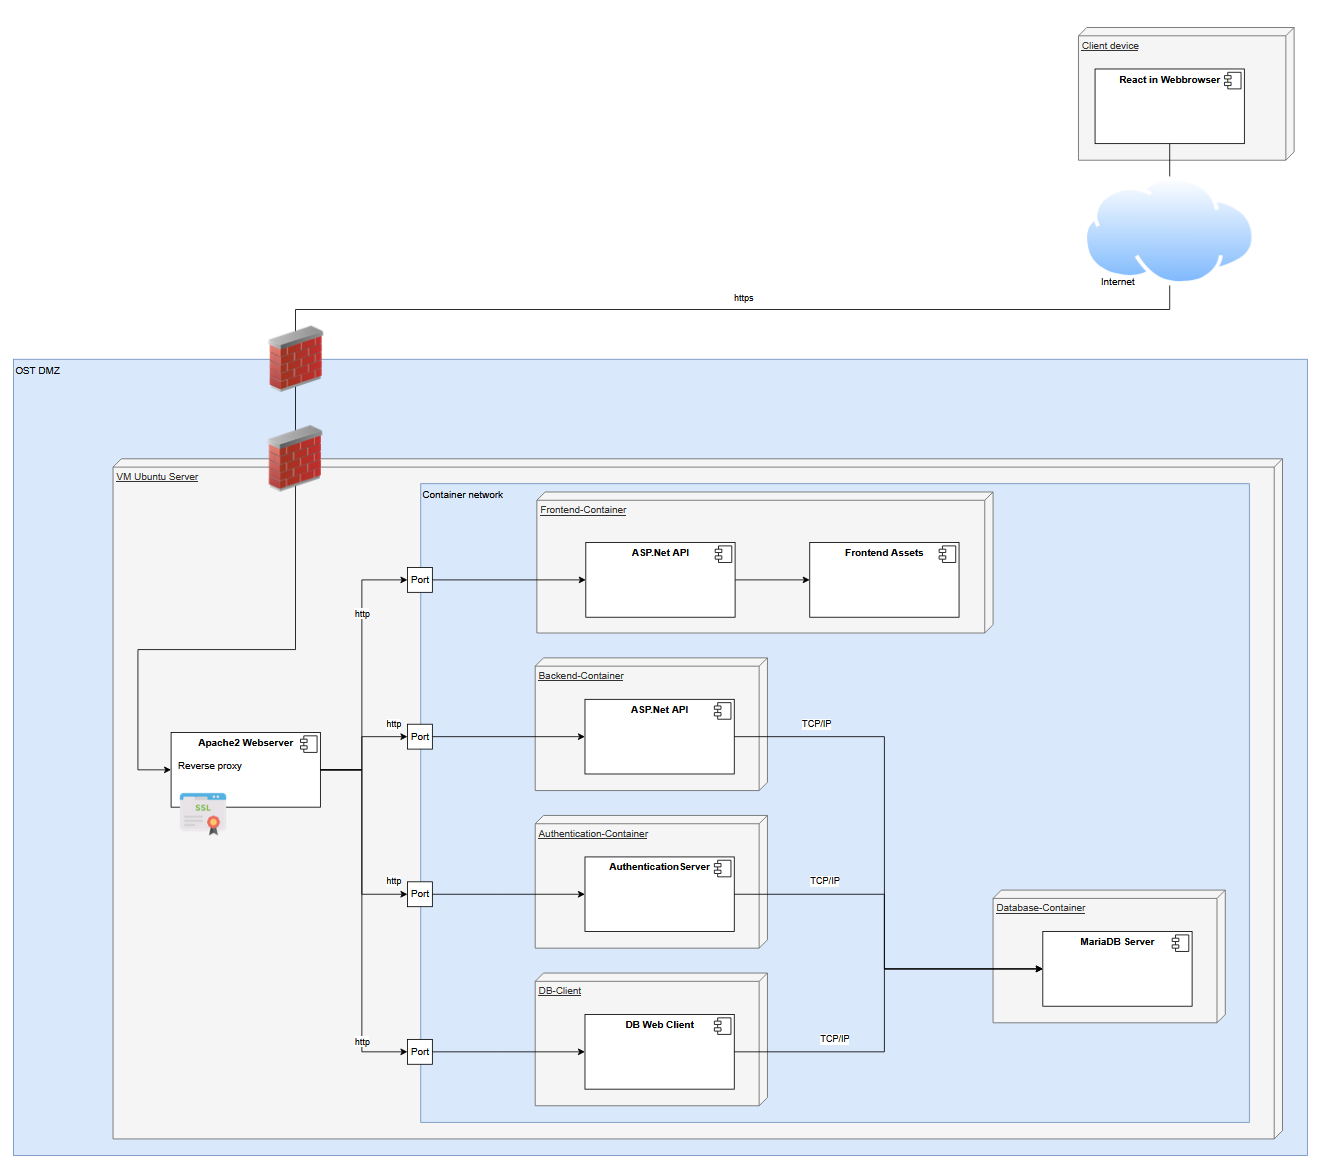 Client device
React in Webbrowser
Internet
https
OST DMZ
VM Ubuntu Server
Container network
Frontend-Container
ASP.Net API
Frontend Assets
Port
http
Backend-Container
ASP.Net API
http
Port
TCP/IP
Apache2 Webserver
Reverse proxy
SSL
Authentication-Container
AuthenticationServer
http
Port
TCP/IP
Database-Container
MariaDB Server
DB-Client
DB Web Client
http
Port
TCP/IP